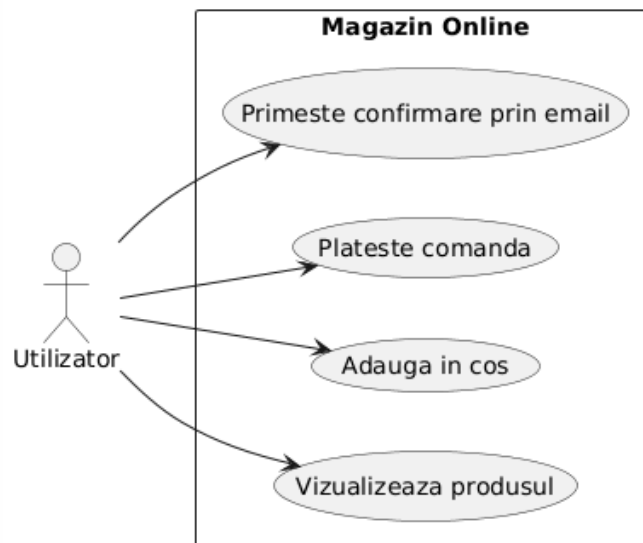 Magazin Online
Primeste confirmare prin email
Plateste comanda
Utilizator
Adauga in cos
Vizualizeaza produsul